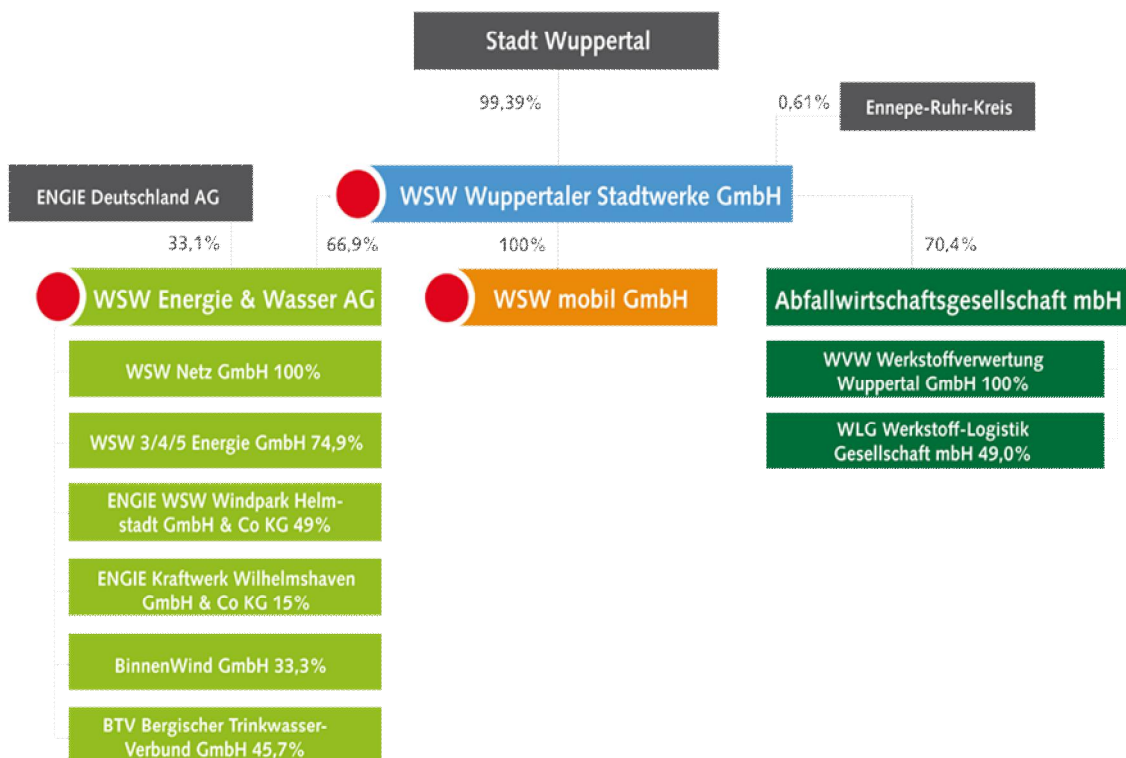 Stadt Wuppertal
99,39%
0,61%
Ennepe-Ruhr-Kreis
ENGIE Deutschland AG
WSW Wuppertaler Stadtwerke GmbH
33,1%
66,9%
100%
70,4%
WSW Energie & Wasser AG
WSW mobil GmbH
Abfallwirtschaftsgesellschaft mbH
WSW Netz GmbH 100%
WSW 3/4/5 Energie GmbH 74,9%
ENGIE WSW Windpark Helm-
stadt GmbH & Co KG 49%
ENGIE Kraftwerk Wilhelmshaven
GmbH & Co KG 15%
BinnenWind GmbH 33,3%
BTV Bergischer Trinkwasser-
Verbund GmbH 45,7%
WVW Werkstoffverwertung
Wuppertal GmbH 100%
WLG Werkstoff-Logistik
Gesellschaft mbH 49,0%